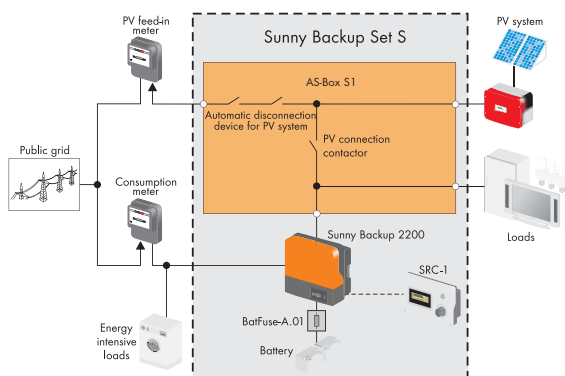 PV feed-in
meter
Sunny Backup Set S
PV system
AS-Box S1
Automatic disconnection
device for PV system
PV connection
contactor
Public grid
Consumption
meter
Loads
Sunny Backup 2200
SRC-1
BatFuse-A.01
Energy
intensive
loads
Battery